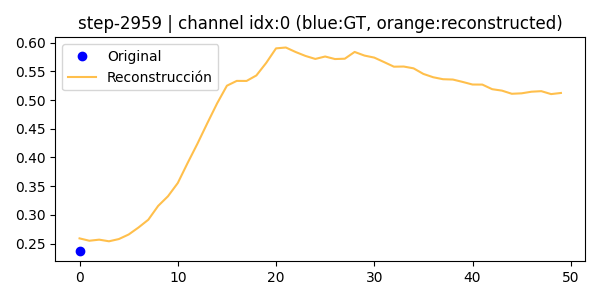 step-2959 | channel idx:0 (blue:GT, orange:reconstructed)
Original
Reconstrucción
0.60
0.55
0.50
0.45
0.40
0.35
0.30
0.25
0 10 20 30 40 50